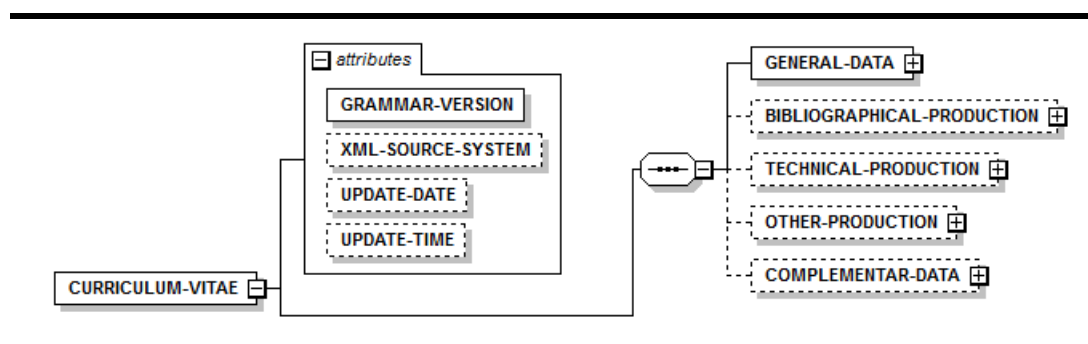 attributes
GRAMMAR-VERSION
XML-SOURCE-SYSTEM
UPDATE-DATE
UPDATE-TIME
CURRICULUM-VITAE
GENERAL-DATA
BIBLIOGRAPHICAL-PRODUCTION
TECHNICAL-PRODUCTION
OTHER-PRODUCTION
COMPLEMENTAR-DATA